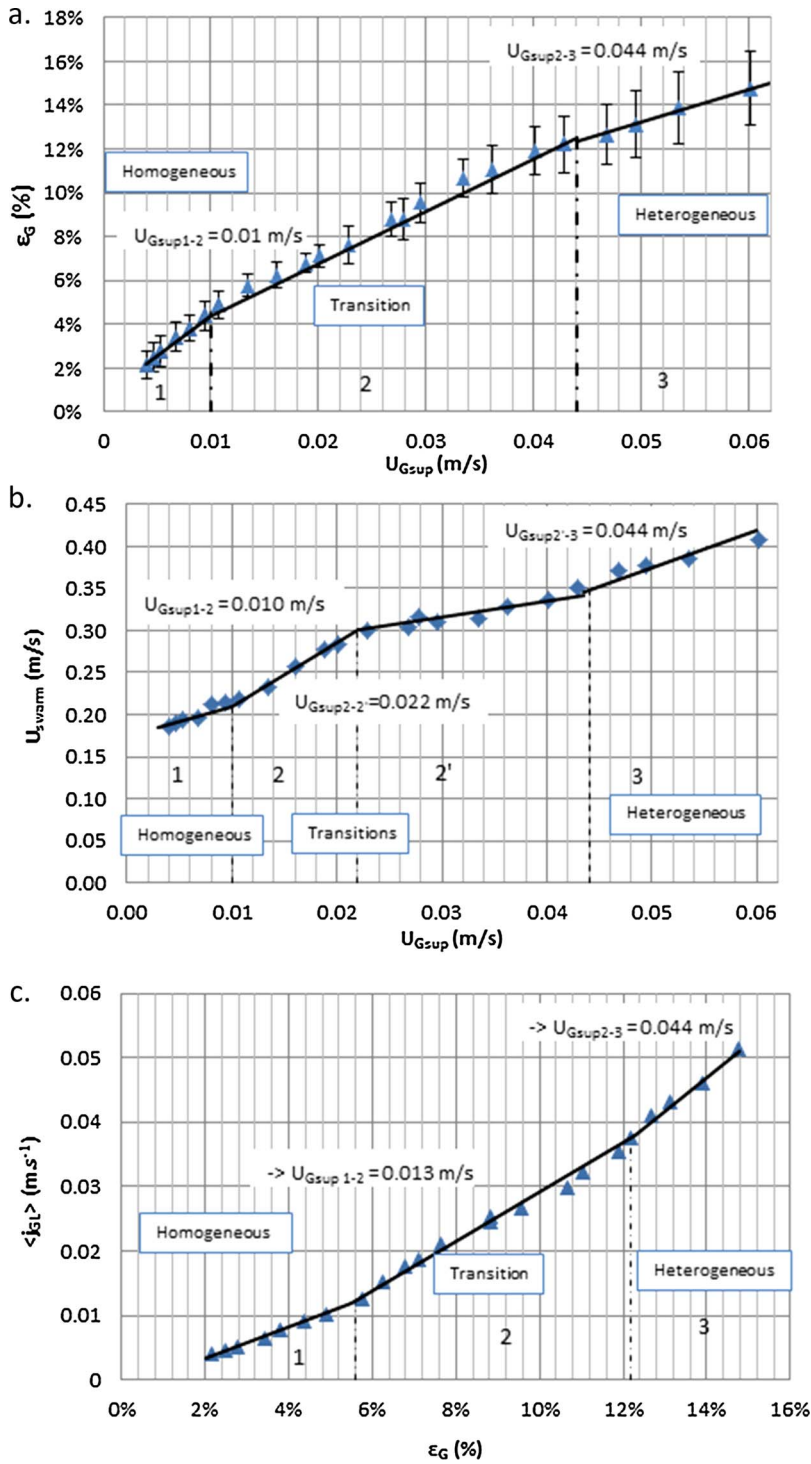 a.
18%
16%
14%
12%
10%
8%
6%
4%
2%
0%
εG (%)
UGsup2-3 = 0.044 m/s
Homogeneous
UGsup1-2 = 0.01 m/s
Heterogeneous
Transition
1
2
3
0 0.01 0.02 0.03 0.04 0.05 0.06
UGsup (m/s)
b.
0.45
0.40
0.35
0.30
0.25
0.20
0.15
0.10
0.05
0.00
Uswarm (m/s)
UGsup2'-3 = 0.044 m/s
UGsup1-2 = 0.010 m/s
UGsup2-2' = 0.022 m/s
1
2
2'
3
Homogeneous
Transitions
Heterogeneous
0.00 0.01 0.02 0.03 0.04 0.05 0.06
UGsup (m/s)
c.
0.06
0.05
0.04
0.03
0.02
0.01
0
<jGL> (m.s⁻¹)
-> UGsup2-3 = 0.044 m/s
-> UGsup 1-2 = 0.013 m/s
Homogeneous
Transition
Heterogeneous
1
2
3
0% 2% 4% 6% 8% 10% 12% 14% 16%
εG (%)